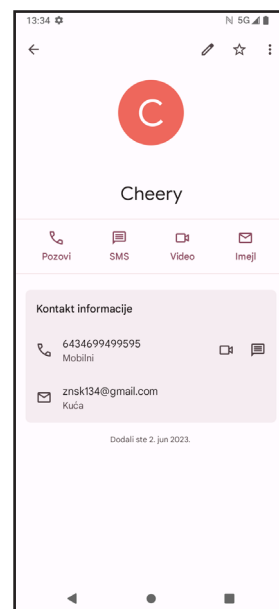 13:34
5G
C
Cheery
Pozovi
SMS
Video
Imejl
Kontakt informacije
6434699499595
Mobilni
znsk134@gmail.com
Kuća
Dodali ste 2. jun 2023.